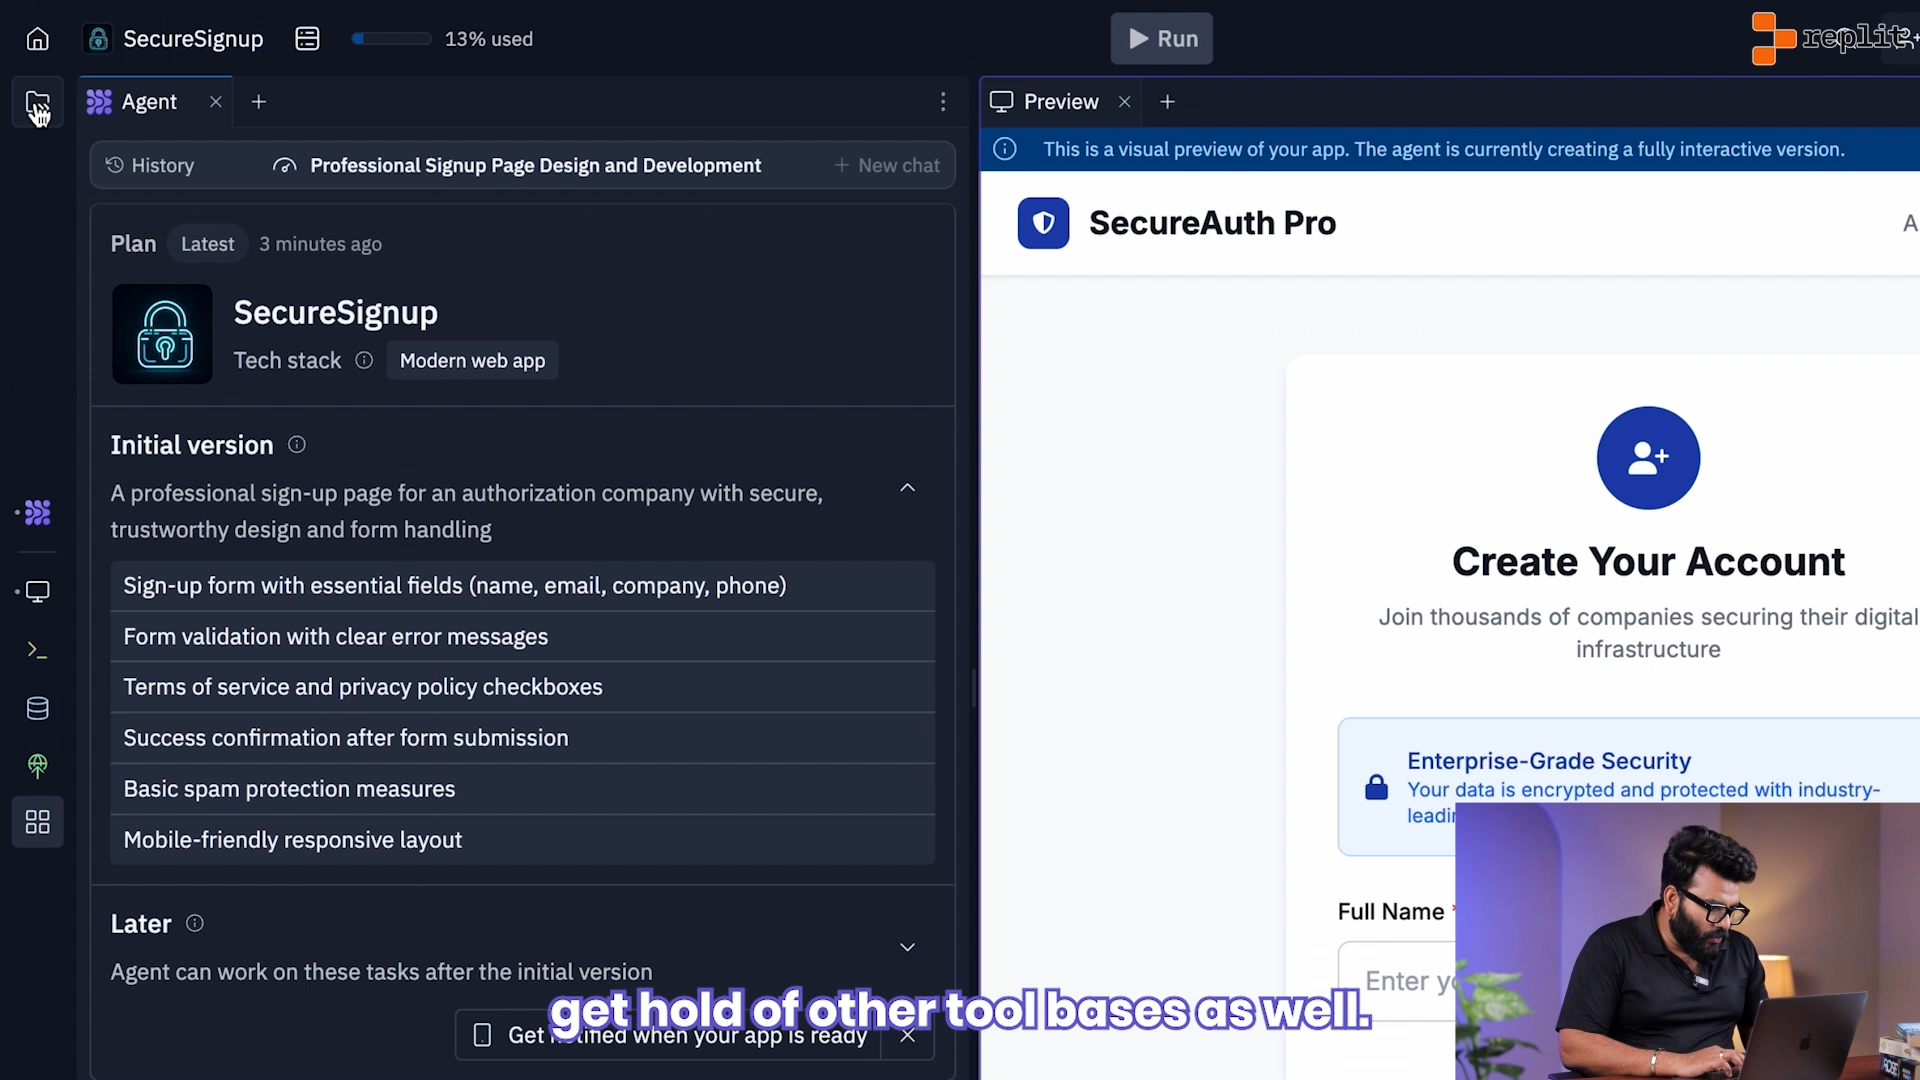 SecureSignup
13% used
Run
replit
Agent
Preview
This is a visual preview of your app. The agent is currently creating a fully interactive version.
History
Professional Signup Page Design and Development
New chat
SecureAuth Pro
A
Plan
Latest
3 minutes ago
SecureSignup
Tech stack
Modern web app
Initial version
A professional sign-up page for an authorization company with secure,
trustworthy design and form handling
Sign-up form with essential fields (name, email, company, phone)
Form validation with clear error messages
Terms of service and privacy policy checkboxes
Success confirmation after form submission
Basic spam protection measures
Mobile-friendly responsive layout
Later
Agent can work on these tasks after the initial version
Get notified when your app is ready
Create Your Account
Join thousands of companies securing their digital
infrastructure
Enterprise-Grade Security
Your data is encrypted and protected with industry-
Full Name *
Enter
get hold of other tool bases as well.